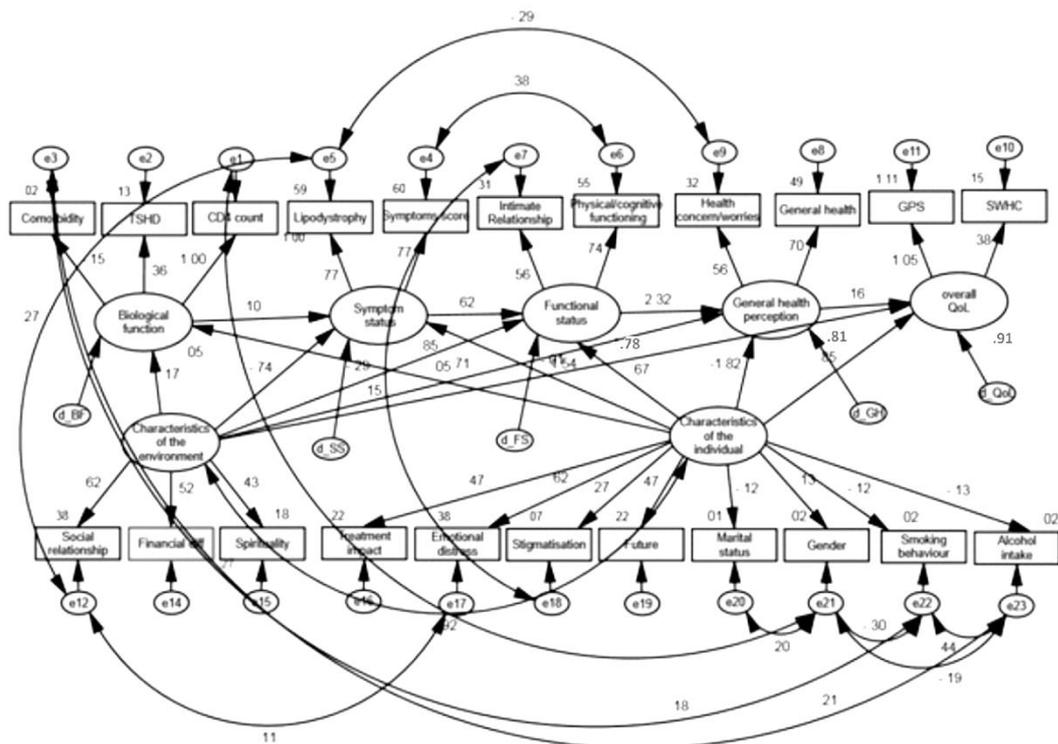 - 29
38
e3
e2
e1
e5
e4
e7
e6
e9
e8
e11
e10
02
13
59
60
31
55
32
49
1 11
15
Comorbidity
TSHD
CD4 count
Lipodystrophy
Symptoms score
Intimate
Relationship
Physical/cognitive
functioning
Health
concern/worries
General health
GPS
SWHC
1 00
15
36
1 00
77
77
56
74
56
70
1 05
38
Biological
function
10
Symptom
status
62
Functional
status
2 32
General health
perception
16
overall
QoL
27
05
17
- 74
- 29
85
05
71
15
1 54
-.78
67
-1 82
.81
.91
d_BF
d_SS
d_FS
d_GH
d_QoL
Characteristics
of the
environment
Characteristics
of the
individual
62
52
43
47
62
27
47
- 12
13
- 12
- 13
38
18
22
38
07
22
01
02
02
02
Social
relationship
Financial
Spirituality
Treatment
impact
Emotional
distress
Stigmatisation
Future
Marital
status
Gender
Smoking
behaviour
Alcohol
intake
e12
e14
e15
e16
e17
e18
e19
e20
e21
e22
e23
92
20
- 30
44
- 19
18
21
11